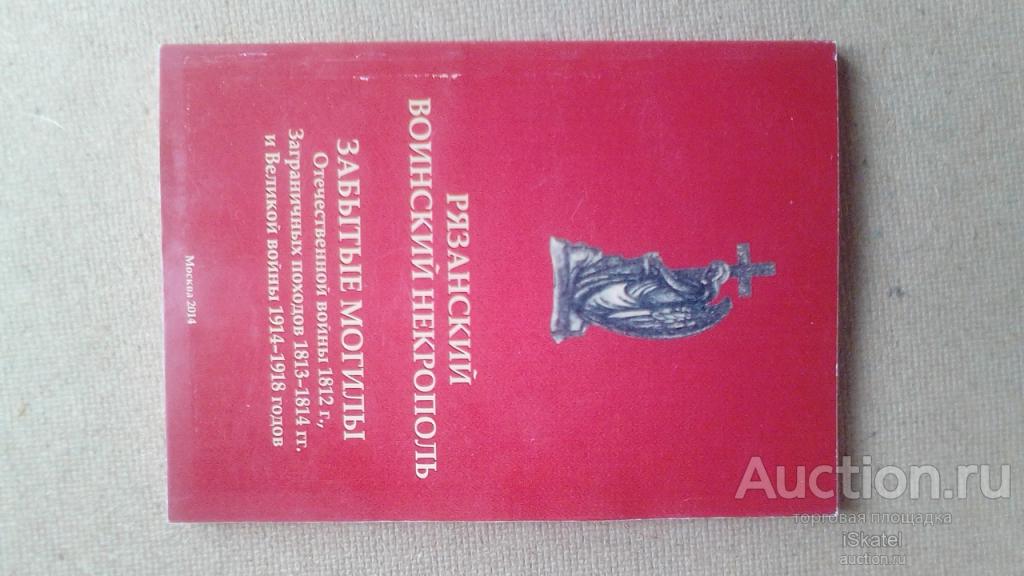 РЯЗАНСКИЙ
ВОИНСКИЙ НЕКРОПОЛЬ
ЗАБЫТЫЕ МОГИЛЫ
Отечественной войны 1812 г.,
Заграничных походов 1813–1814 гг.
и Великой войны 1914–1918 годов
Москва 2014
Auction.ru
торговая площадка
iSkatel
auction.ru